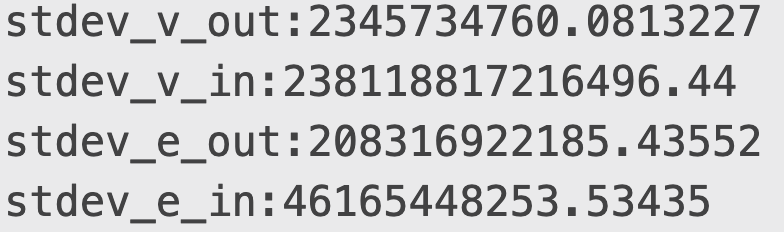 stdev_v_out:2345734760.0813227
stdev_v_in:238118817216496.44
stdev_e_out:208316922185.43552
stdev_e_in:46165448253.53435